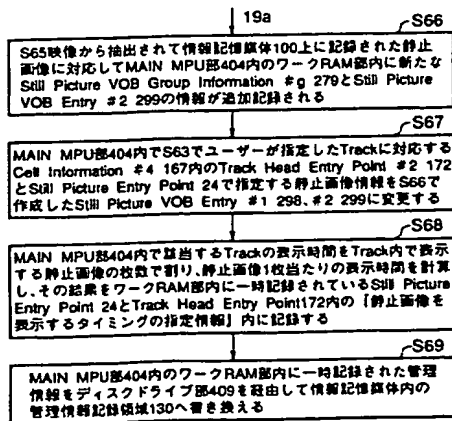 19a
S66
S65映像から抽出されて情報記憶媒体100上に記録された静止
画像に対応してMAIN MPU部404内のワークRAM部内に新たな
Still Picture VOB Group Information #g 279とStill Picture
VOB Entry #2 299の情報が追加記録される
S67
MAIN MPU部404内でS63でユーザーが指定したTrackに対応する
Cell Information #4 167内のTrack Head Entry Point #2 172
とStill Picture Entry Point 24で指定する静止画像情報をS66で
作成したStill Picture VOB Entry #1 298、#2 299に変更する
S68
MAIN MPU部404内で該当するTrackの表示時間をTrack内で表示
する静止画像の枚数で割り、静止画像1枚当たりの表示時間を計算
し、その結果をワークRAM部内に一時記録されているStill Picture
Entry Point 24とTrack Head Entry Point172内の「静止画像を
表示するタイミングの指定情報」内に記録する
S69
MAIN MPU部404内のワークRAM部内に一時記録された管理
情報をディスクドライブ部409を経由して情報記憶媒体内の
管理情報記録領域130へ書き換える